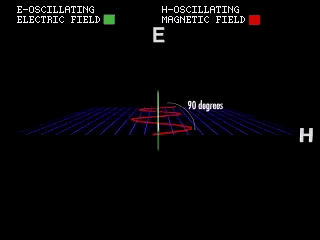 E-OSCILLATING
ELECTRIC FIELD
H-OSCILLATING
MAGNETIC FIELD
E
90 degrees
H